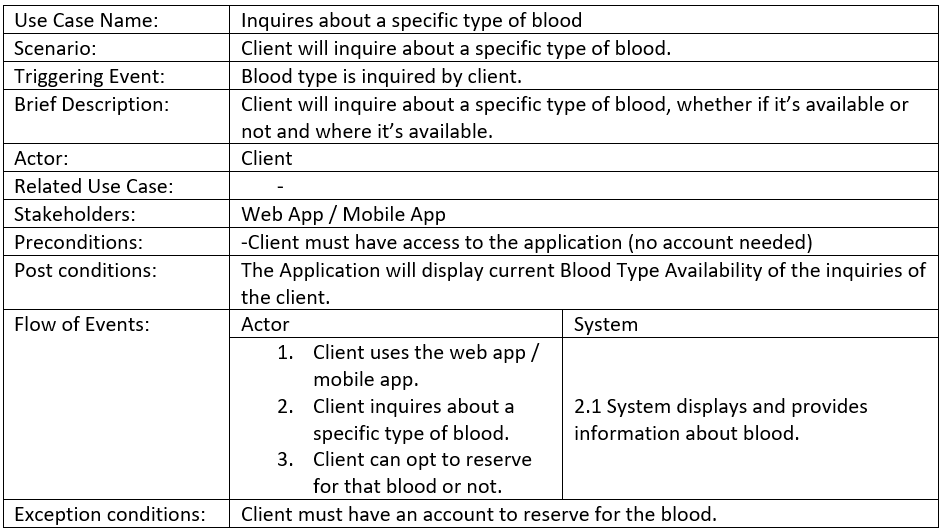 Use Case Name: Inquires about a specific type of blood
Scenario: Client will inquire about a specific type of blood.
Triggering Event: Blood type is inquired by client.
Brief Description: Client will inquire about a specific type of blood, whether if it’s available or
not and where it’s available.
Actor: Client
Related Use Case: -
Stakeholders: Web App / Mobile App
Preconditions: -Client must have access to the application (no account needed)
Post conditions: The Application will display current Blood Type Availability of the inquiries of
the client.
Flow of Events: Actor System
1. Client uses the web app /
mobile app.
2. Client inquires about a
specific type of blood.
3. Client can opt to reserve
for that blood or not.
2.1 System displays and provides
information about blood.
Exception conditions: Client must have an account to reserve for the blood.